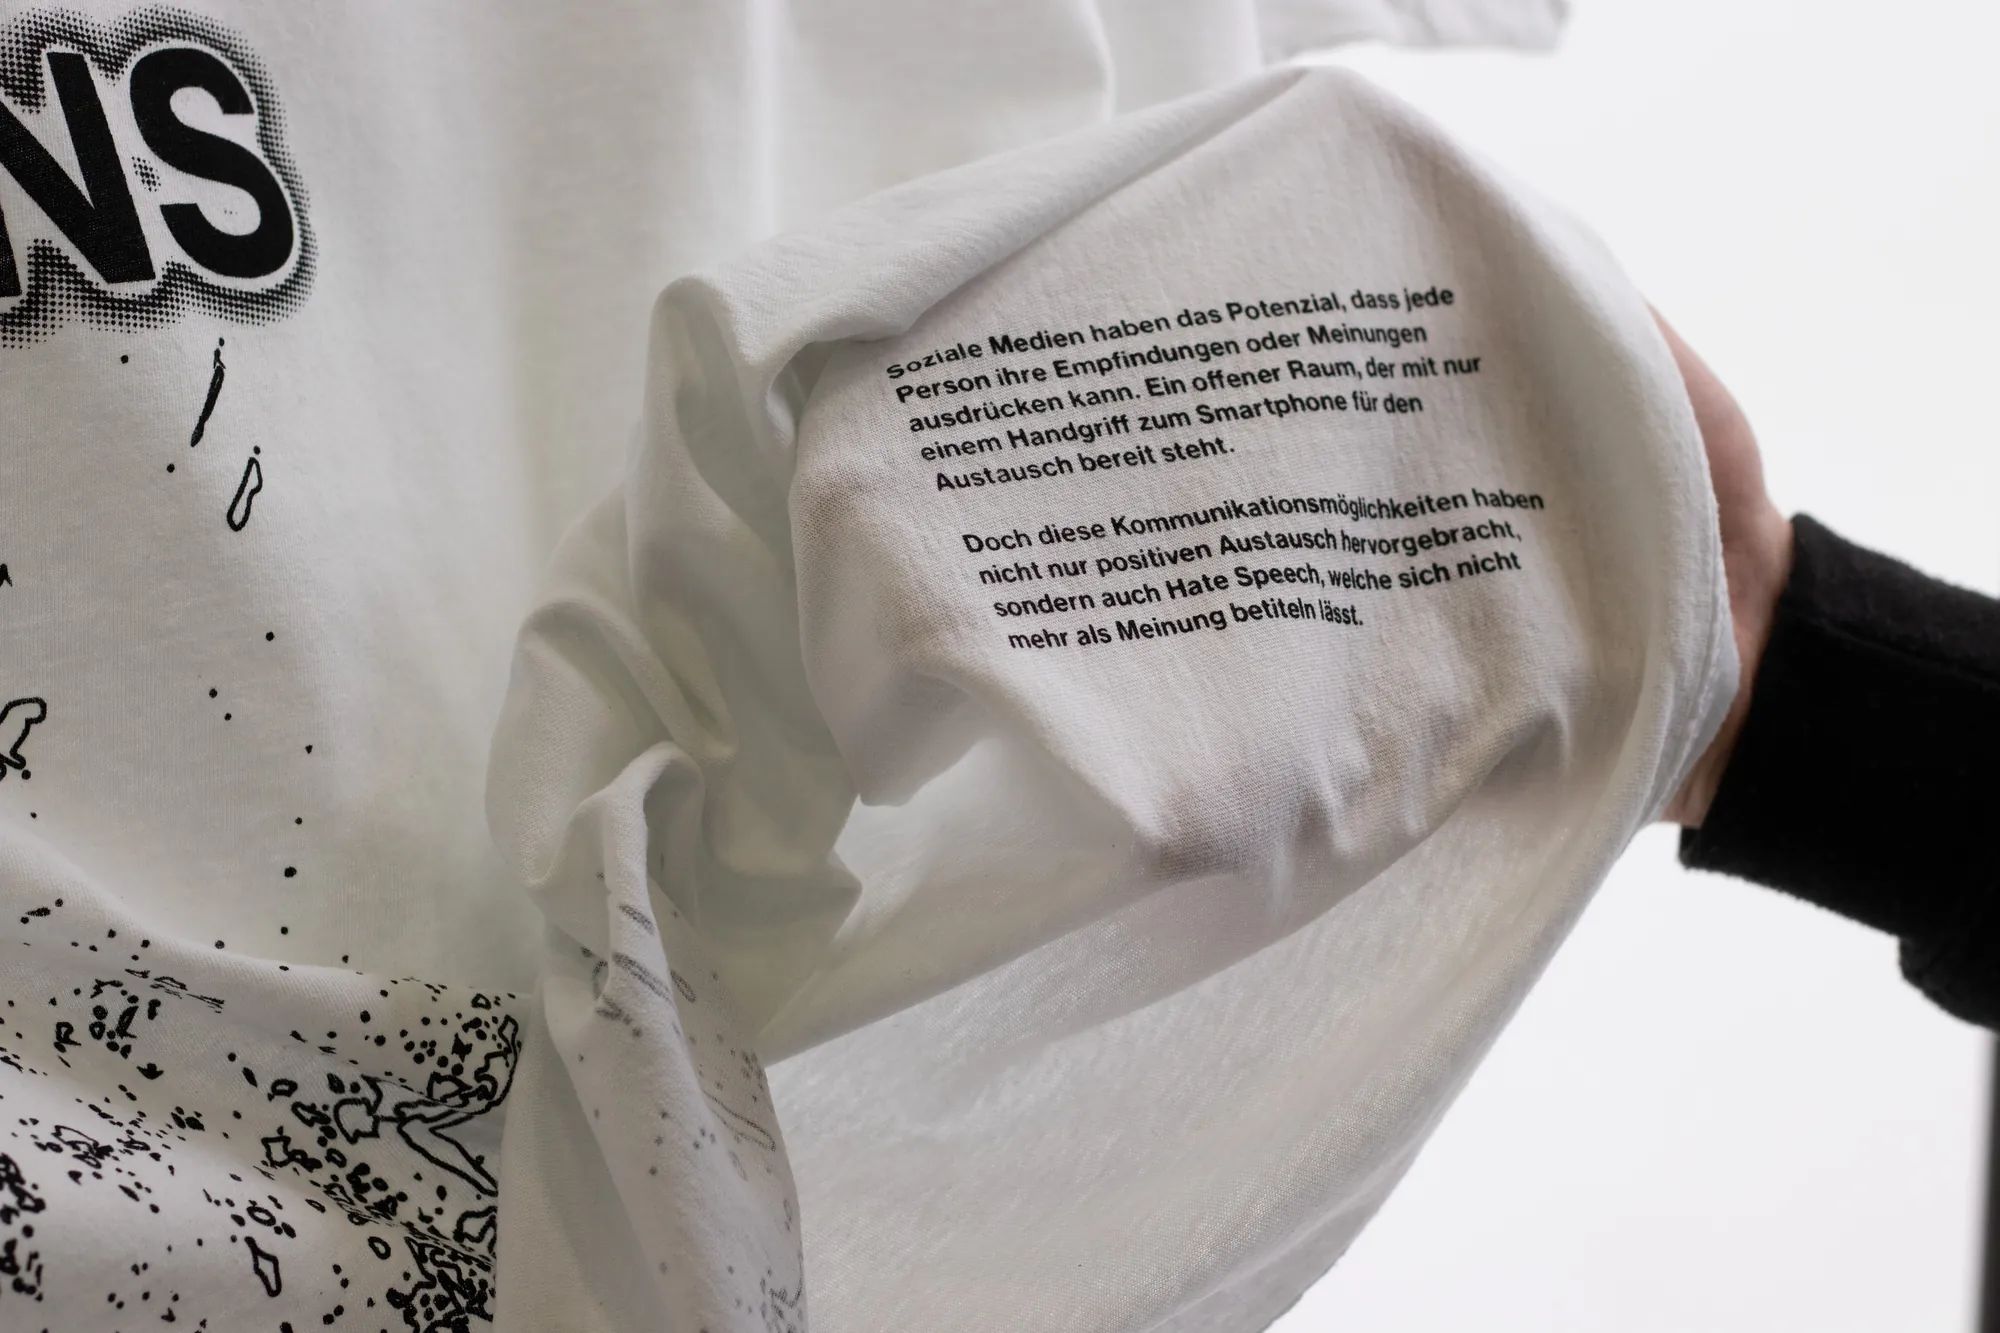 NS
Soziale Medien haben das Potenzial, dass jede
Person ihre Empfindungen oder Meinungen
ausdrücken kann. Ein offener Raum, der mit nur
einem Handgriff zum Smartphone für den
Austausch bereit steht.
Doch diese Kommunikationsmöglichkeiten haben
nicht nur positiven Austausch hervorgebracht,
sondern auch Hate Speech, welche sich nicht
mehr als Meinung betiteln lässt.